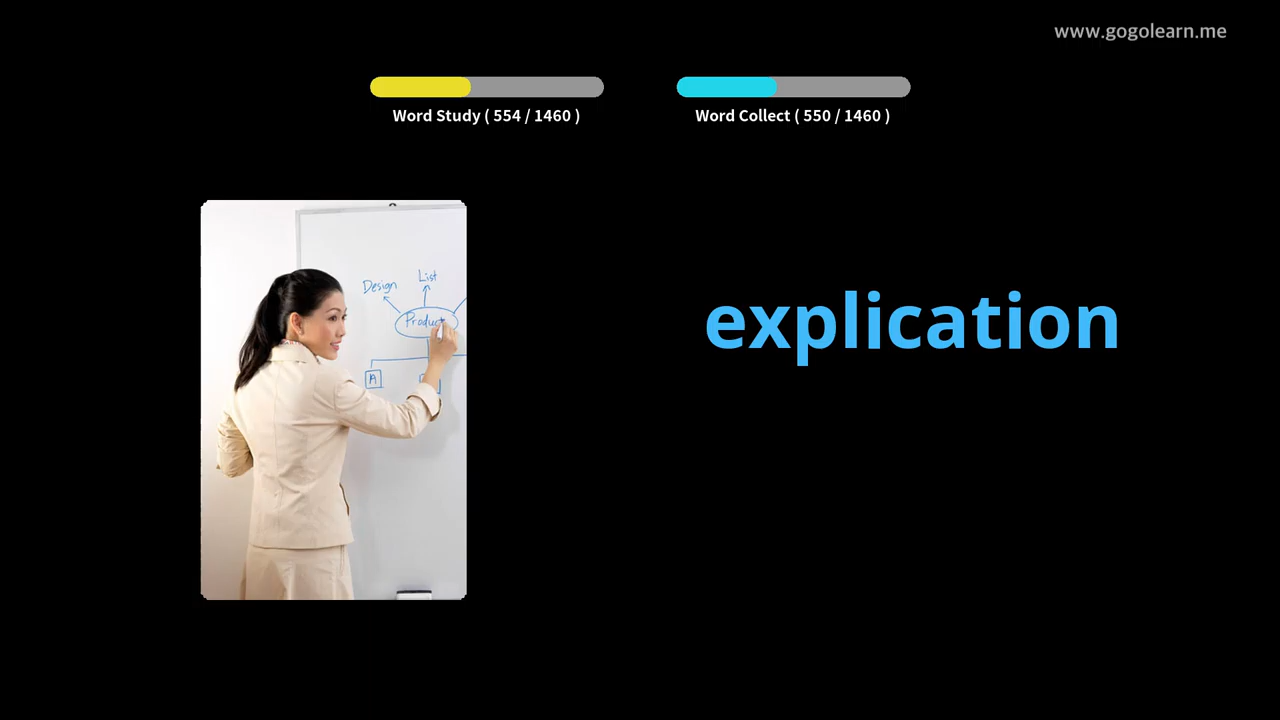 www.gogolearn.me
Word Study ( 554 / 1460 )
Word Collect ( 550 / 1460 )
List
Design
Product
A
explication